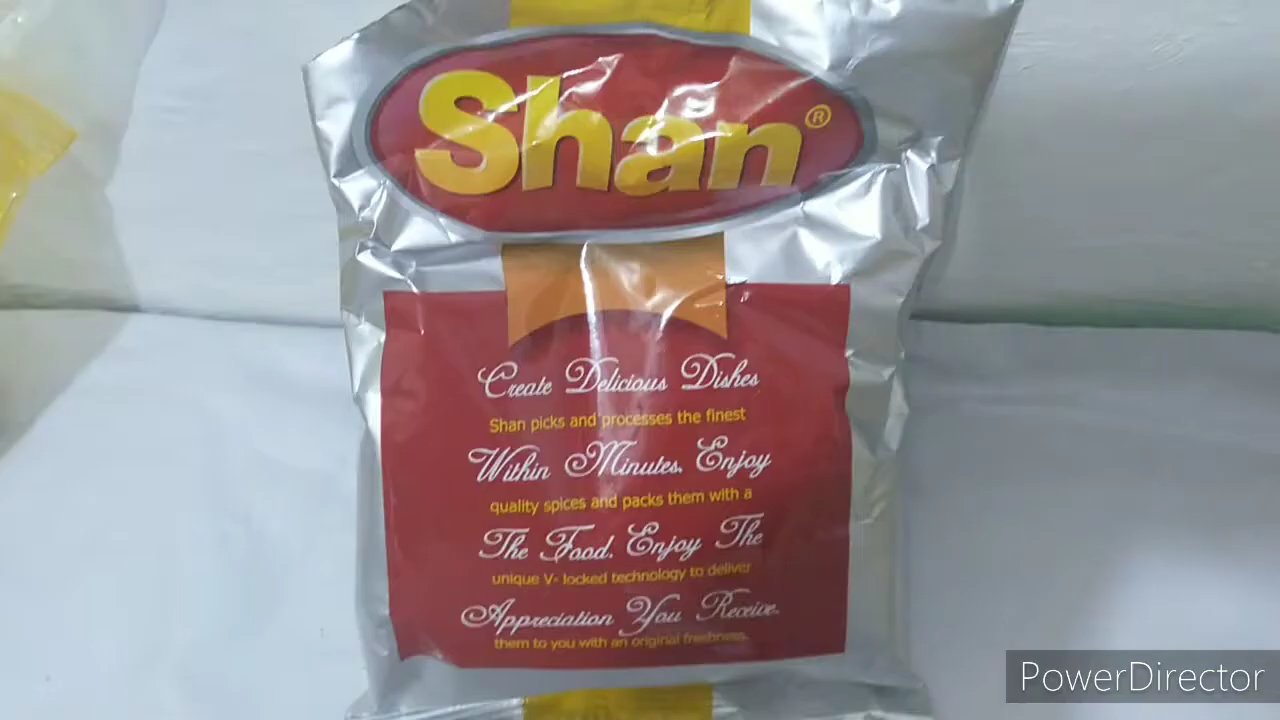 Shan®
Create Delicious Dishes
Shan picks and processes the finest
Within Minutes. Enjoy
quality spices and packs them with a
The Food. Enjoy The
unique V- locked technology to deliver
Appreciation You Receive.
them to you with an original freshness.
PowerDirector